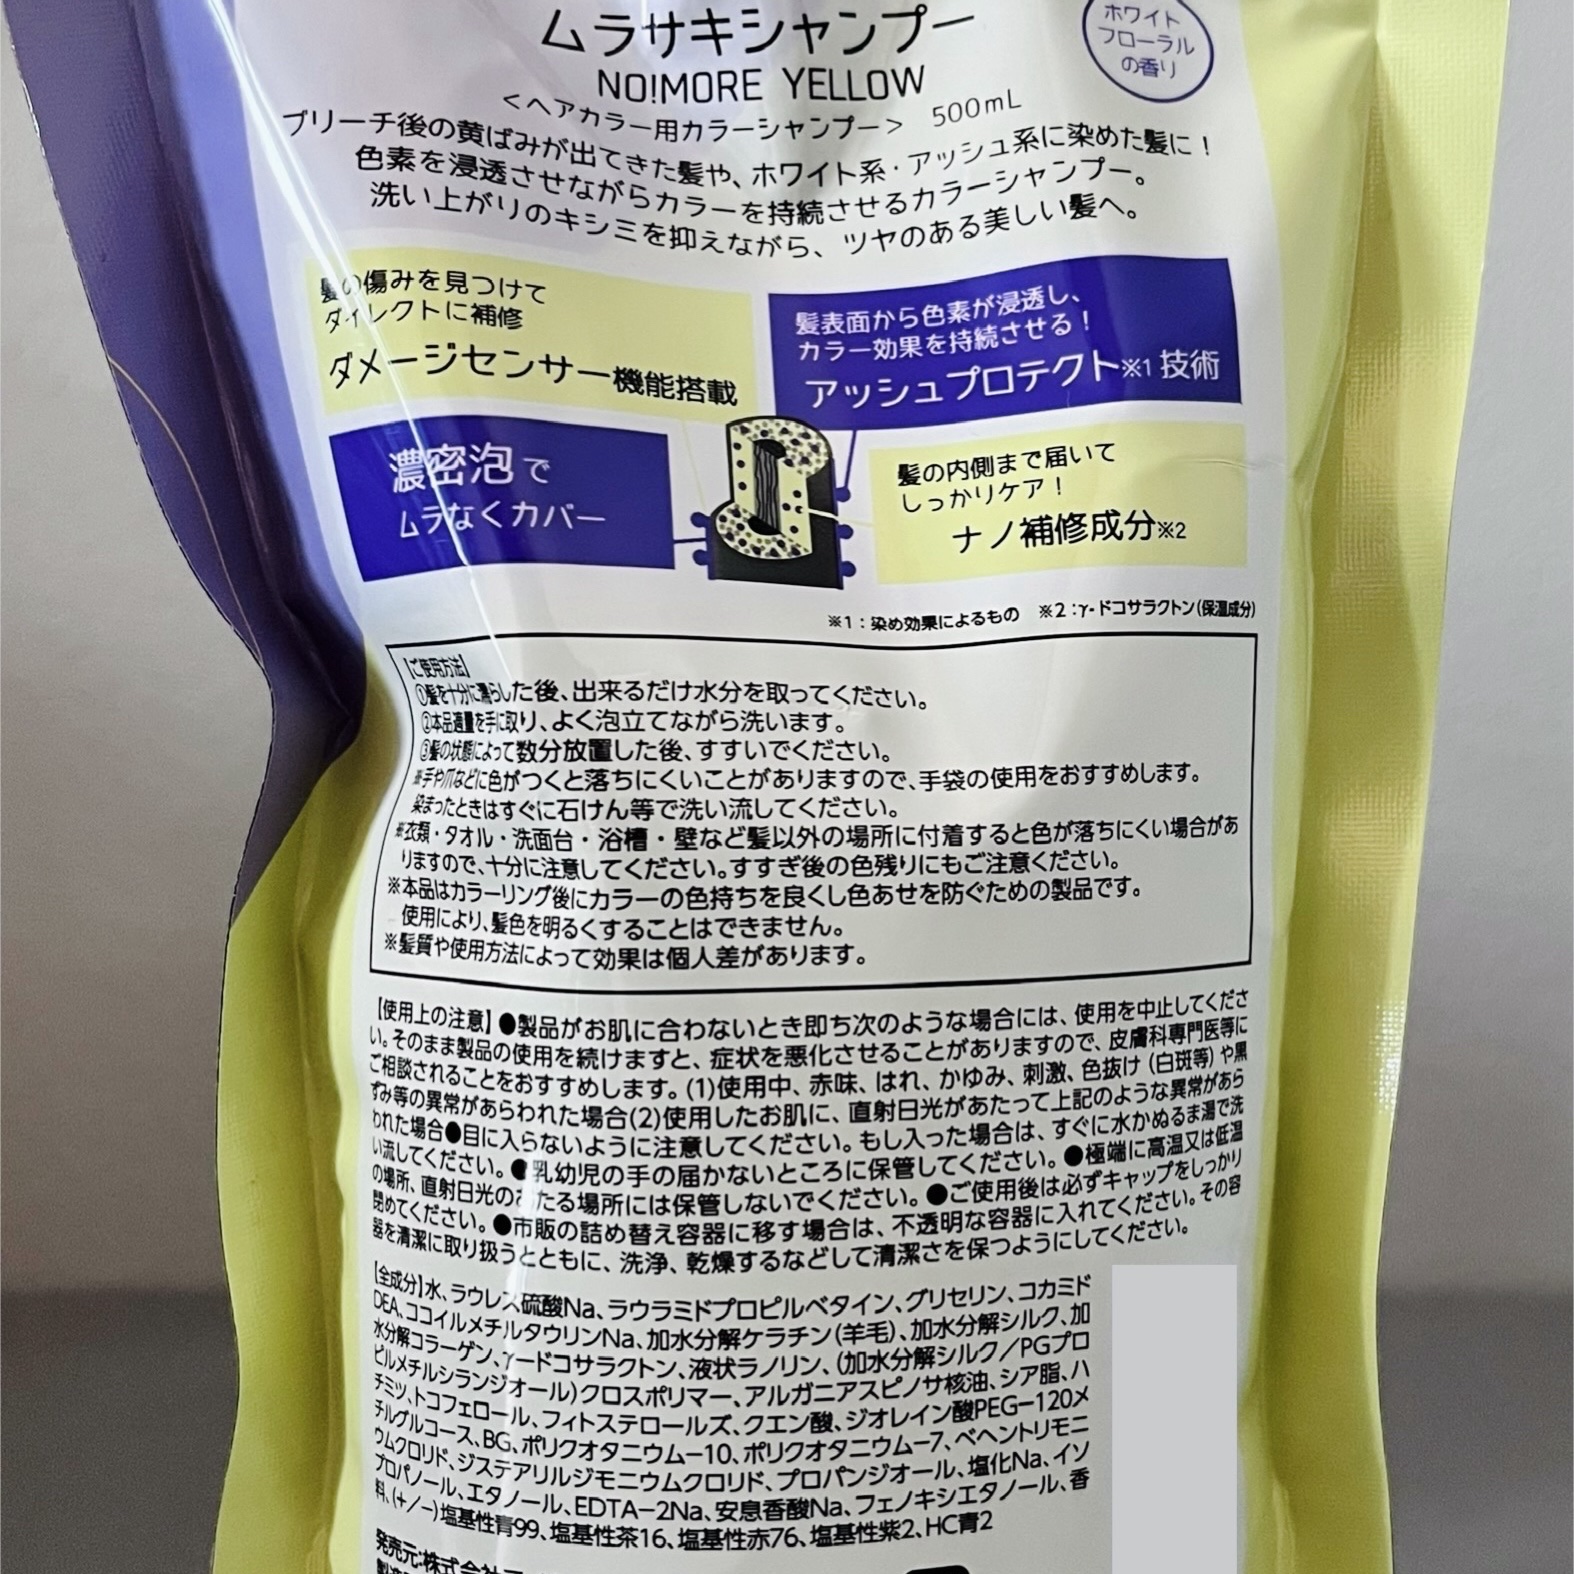 ムラサキシャンプー
NO!MORE YELLOW
ホワイト
フローラル
の香り
＜ヘアカラー用カラーシャンプー＞ 500mL
ブリーチ後の黄ばみが出てきた髪や、ホワイト系・アッシュ系に染めた髪に！
色素を浸透させながらカラーを持続させるカラーシャンプー。
洗い上がりのキシミを抑えながら、ツヤのある美しい髪へ。
髪の傷みを見つけて
ダイレクトに補修
ダメージセンサー機能搭載
髪表面から色素が浸透し、
カラー効果を持続させる！
アッシュプロテクト※1技術
濃密泡で
ムラなくカバー
髪の内側まで届いて
しっかりケア！
ナノ補修成分※2
※1：染め効果によるもの ※2：γ-ドコサラクトン(保湿成分)
【ご使用方法】
①髪を十分に濡らした後、出来るだけ水分を取ってください。
②本品適量を手に取り、よく泡立てながら洗います。
③髪の状態によって数分放置した後、すすいでください。
※手や爪などに色がつくと落ちにくいことがありますので、手袋の使用をおすすめします。
染まったときはすぐに石けん等で洗い流してください。
※衣類・タオル・洗面台・浴槽・壁など髪以外の場所に付着すると色が落ちにくい場合があ
りますので、十分に注意してください。すすぎ後の色残りにもご注意ください。
※本品はカラーリング後にカラーの色持ちを良くし色あせを防ぐための製品です。
使用により、髪色を明るくすることはできません。
※髪質や使用方法によって効果は個人差があります。
【使用上の注意】●製品がお肌に合わないとき即ち次のような場合には、使用を中止してくださ
い。そのまま製品の使用を続けますと、症状を悪化させることがありますので、皮膚科専門医等に
ご相談されることをおすすめします。(1)使用中、赤味、はれ、かゆみ、刺激、色抜け（白斑等）や黒
ずみ等の異常があらわれた場合(2)使用したお肌に、直射日光があたって上記のような異常があら
われた場合●目に入らないように注意してください。もし入った場合は、すぐに水かぬるま湯で洗
い流してください。●乳幼児の手の届かないところに保管してください。●極端に高温又は低温
の場所、直射日光のあたる場所には保管しないでください。●ご使用後は必ずキャップをしっかり
閉めてください。●市販の詰め替え容器に移す場合は、不透明な容器に入れてください。その容
器を清潔に取り扱うとともに、洗浄、乾燥するなどして清潔さを保つようにしてください。
【全成分】水、ラウレス硫酸Na、ラウラミドプロピルベタイン、グリセリン、コカミド
DEA、ココイルメチルタウリンNa、加水分解ケラチン（羊毛）、加水分解シルク、加
水分解コラーゲン、γードコサラクトン、液状ラノリン、（加水分解シルク／PGプロ
ピルメチルシランジオール）クロスポリマー、アルガニアスピノサ核油、シア脂、ハ
チミツ、トコフェロール、フィトステロールズ、クエン酸、ジオレイン酸PEG－120メ
チルグルコース、BG、ポリクオタニウム－10、ポリクオタニウム－7、ベヘントリモニ
ウムクロリド、ジステアリルジモニウムクロリド、プロパンジオール、塩化Na、イソ
プロパノール、エタノール、EDTA－2Na、安息香酸Na、フェノキシエタノール、香
料、(＋／－)塩基性青99、塩基性茶16、塩基性赤76、塩基性紫2、HC青2
発売元：株式会社